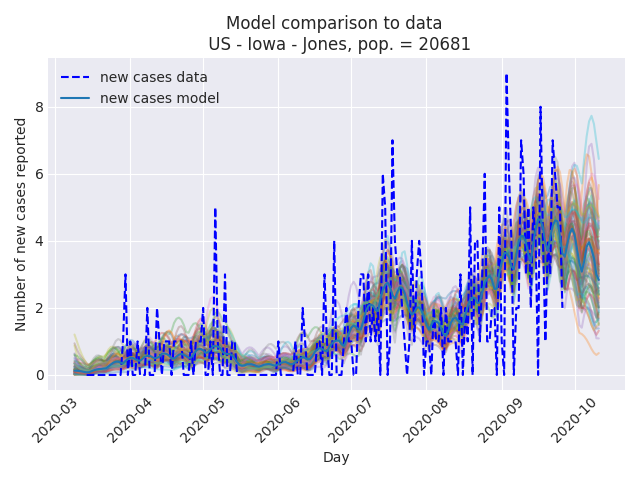 Model comparison to data
US - Iowa - Jones, pop. = 20681
new cases data
new cases model
Number of new cases reported
8
6
4
2
0
2020-03
2020-04
2020-05
2020-06
2020-07
2020-08
2020-09
2020-10
Day